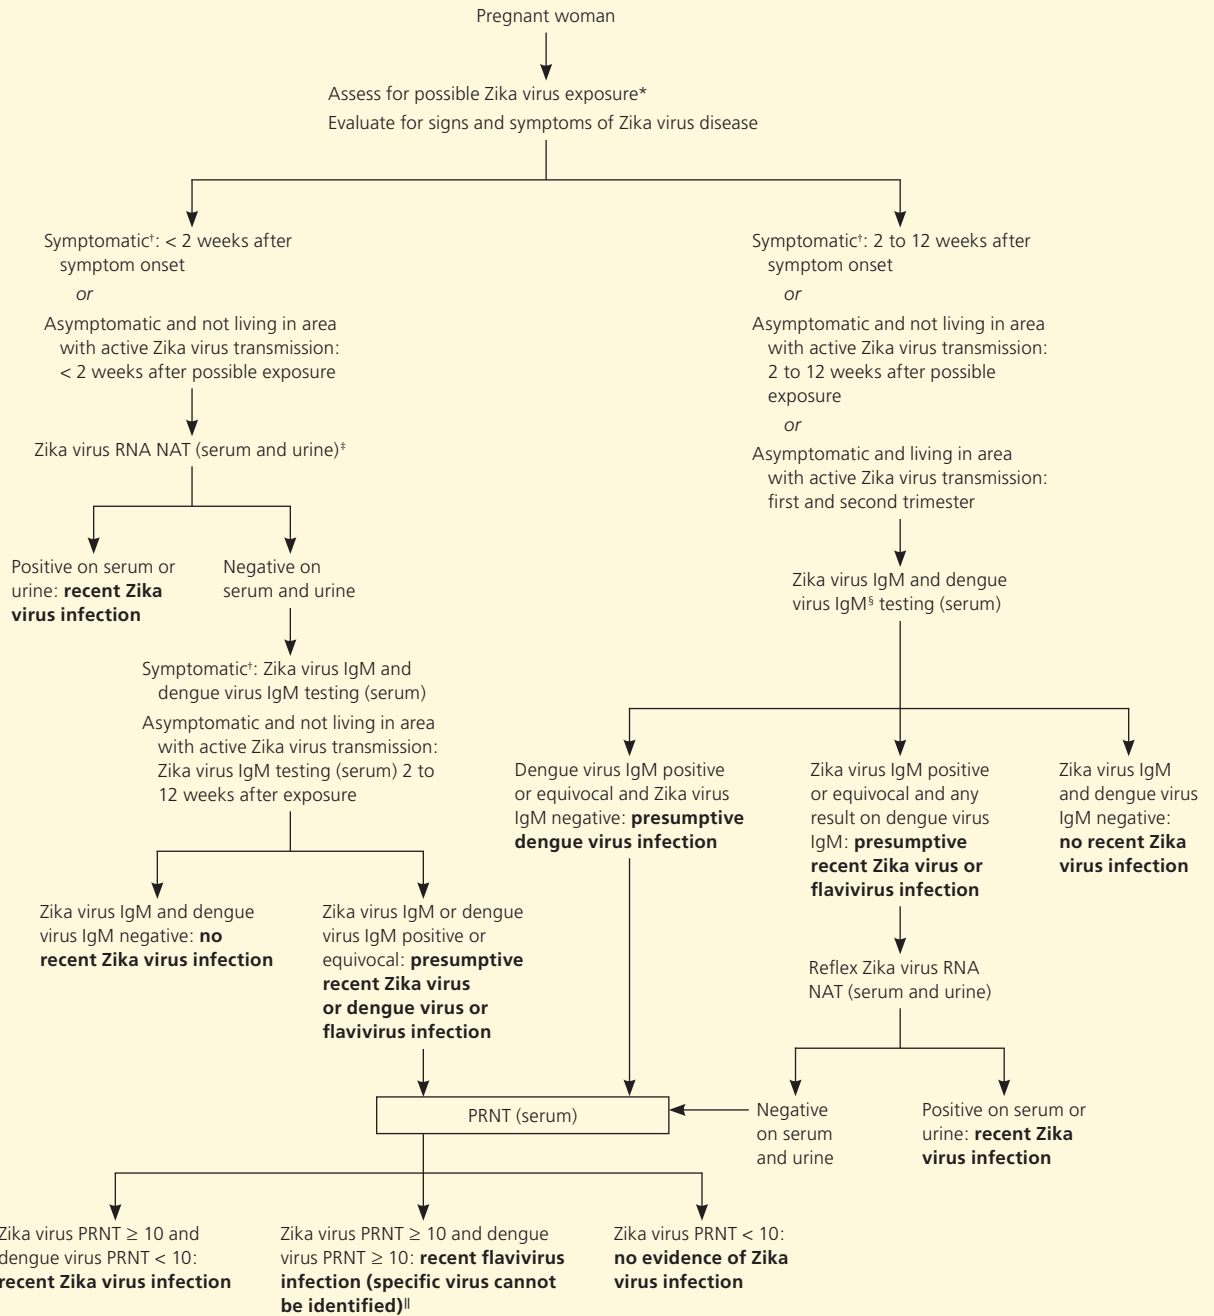 Pregnant woman
Assess for possible Zika virus exposure*
Evaluate for signs and symptoms of Zika virus disease
Symptomatic†: < 2 weeks after
symptom onset
or
Asymptomatic and not living in area
with active Zika virus transmission:
< 2 weeks after possible exposure
Zika virus RNA NAT (serum and urine)‡
Positive on serum or
urine: recent Zika
virus infection
Negative on
serum and urine
Symptomatic†: Zika virus IgM and
dengue virus IgM testing (serum)
Asymptomatic and not living in area
with active Zika virus transmission:
Zika virus IgM testing (serum) 2 to
12 weeks after exposure
Zika virus IgM and dengue
virus IgM negative: no
recent Zika virus infection
Zika virus IgM or dengue
virus IgM positive or
equivocal: presumptive
recent Zika virus
or dengue virus or
flavivirus infection
Symptomatic†: 2 to 12 weeks after
symptom onset
or
Asymptomatic and not living in area
with active Zika virus transmission:
2 to 12 weeks after possible
exposure
or
Asymptomatic and living in area
with active Zika virus transmission:
first and second trimester
Zika virus IgM and dengue
virus IgM§ testing (serum)
Dengue virus IgM positive
or equivocal and Zika virus
IgM negative: presumptive
dengue virus infection
Zika virus IgM positive
or equivocal and any
result on dengue virus
IgM: presumptive
recent Zika virus or
flavivirus infection
Zika virus IgM
and dengue virus
IgM negative:
no recent Zika
virus infection
Reflex Zika virus RNA
NAT (serum and urine)
Negative
on serum
and urine
Positive on serum or
urine: recent Zika
virus infection
PRNT (serum)
Zika virus PRNT ≥ 10 and
dengue virus PRNT < 10:
recent Zika virus infection
Zika virus PRNT ≥ 10 and dengue
virus PRNT ≥ 10: recent flavivirus
infection (specific virus cannot
be identified)||
Zika virus PRNT < 10:
no evidence of Zika
virus infection